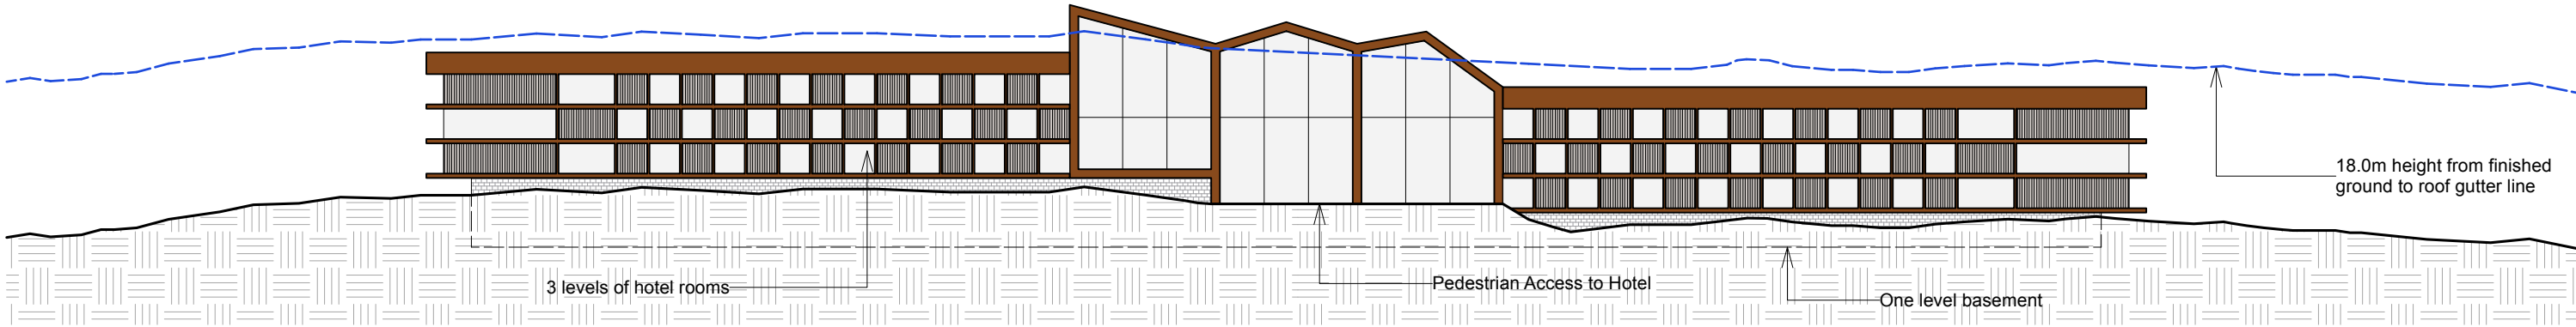 18.0m height from finished
ground to roof gutter line
3 levels of hotel rooms
Pedestrian Access to Hotel
One level basement